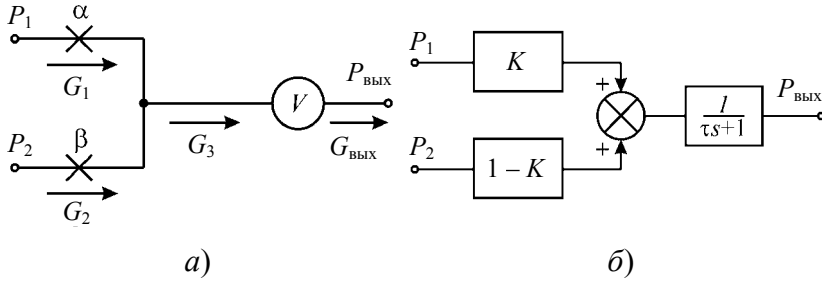 P₁
α
G₁
P₂
β
G₂
G₃
V
Pвых
Gвых
а)
P₁
K
P₂
1 – K
+
+
1
τs+1
Pвых
б)